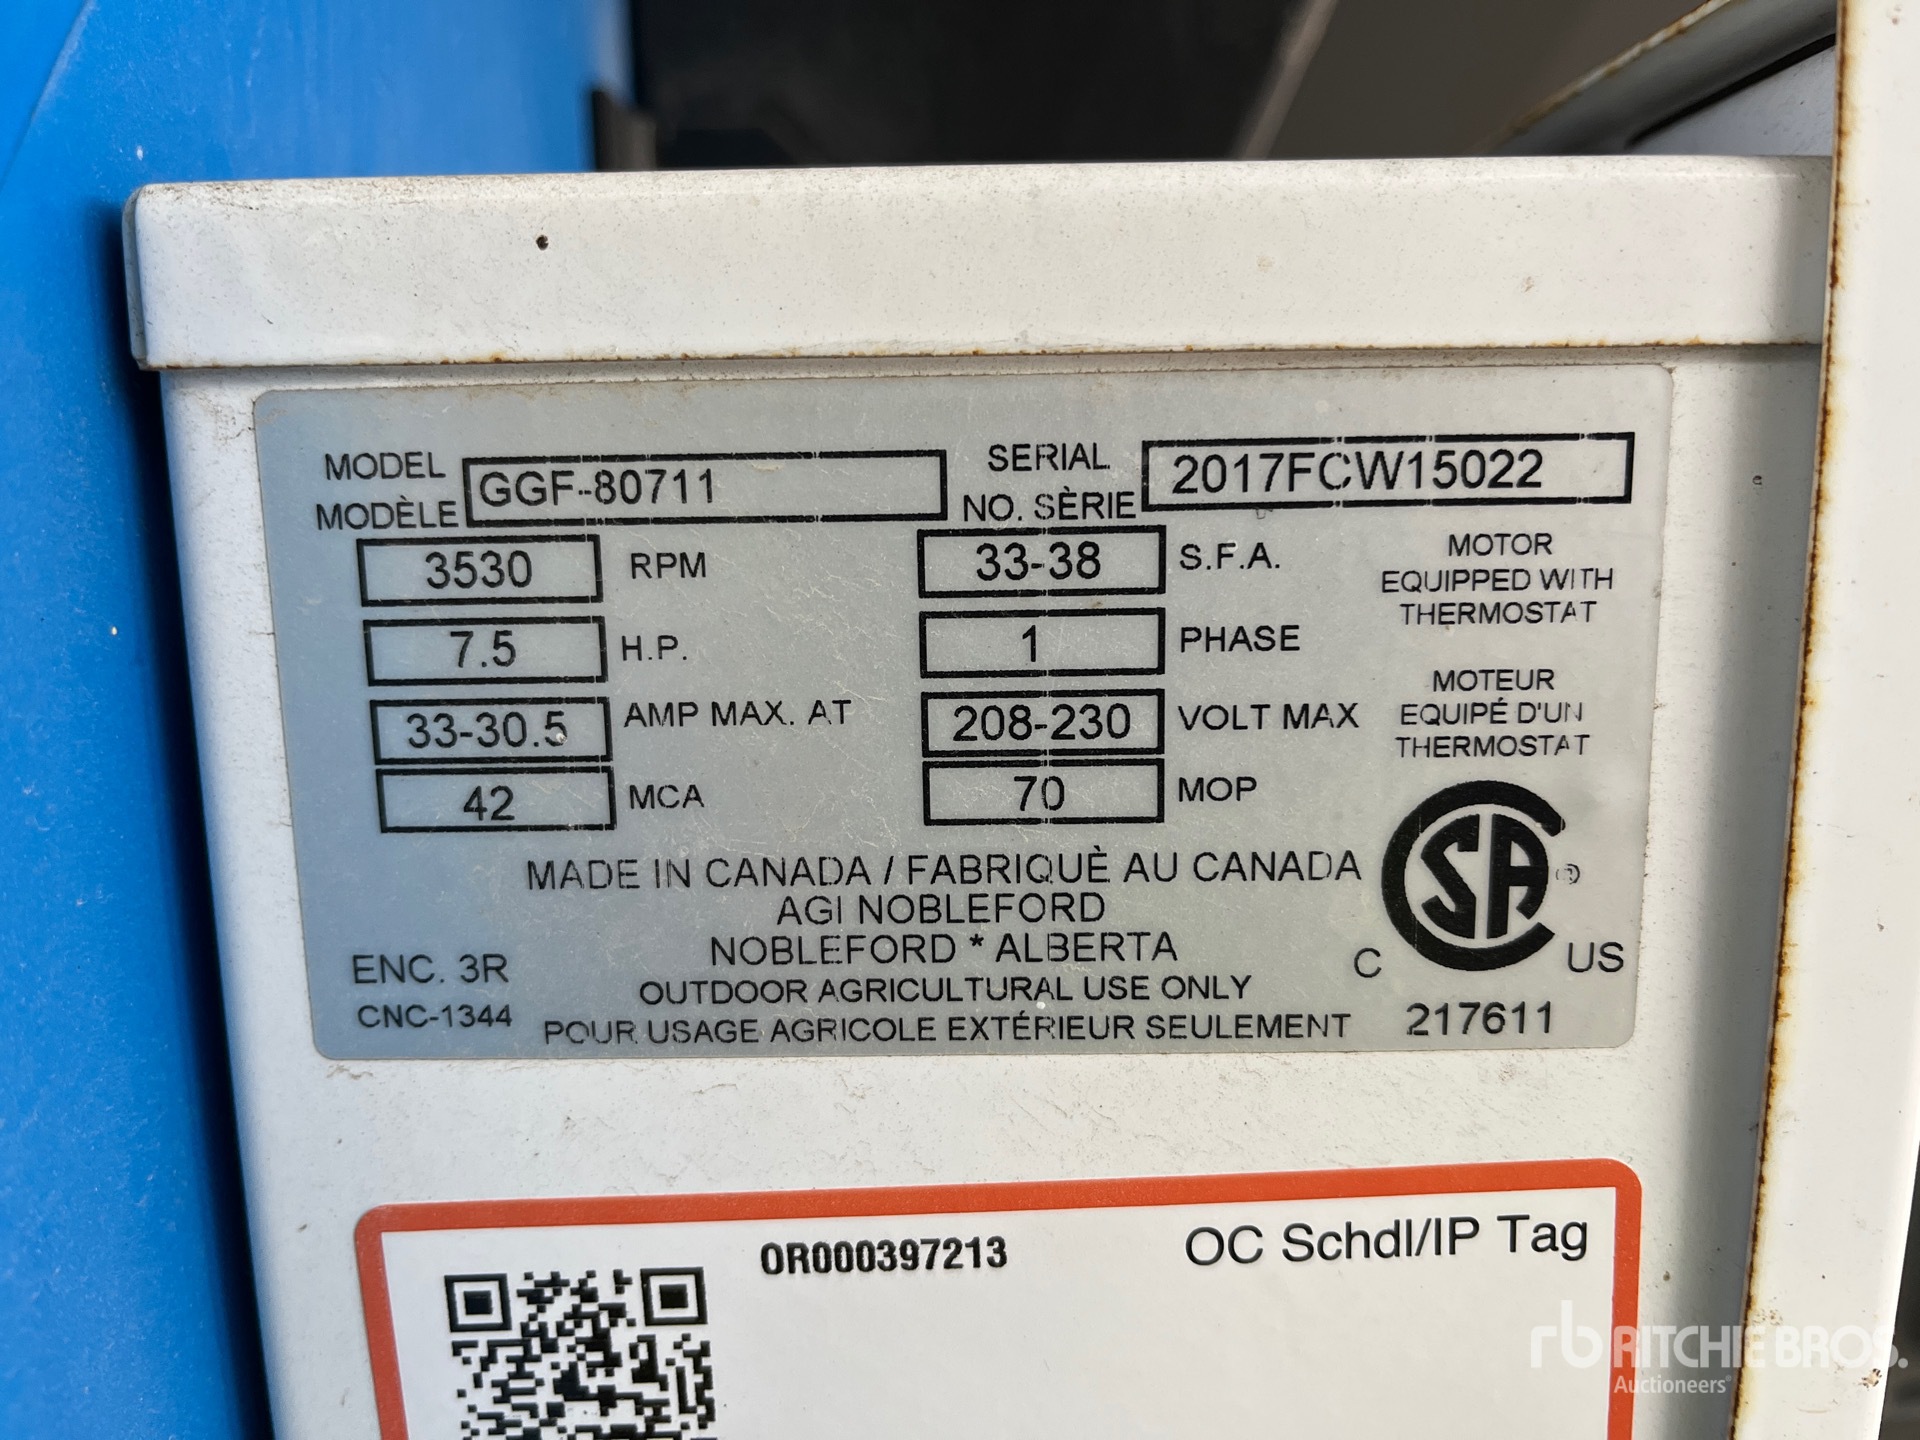 MODEL GGF-80711 SERIAL 2017FCW15022
MODÈLE NO. SÈRIE
3530 RPM 33-38 S.F.A.
7.5 H.P. 1 PHASE
33-30.5 AMP MAX. AT 208-230 VOLT MAX
42 MCA 70 MOP
MOTOR
EQUIPPED WITH
THERMOSTAT
MOTEUR
EQUIPÉ D'UN
THERMOSTAT
MADE IN CANADA / FABRIQUÈ AU CANADA
AGI NOBLEFORD
NOBLEFORD * ALBERTA
OUTDOOR AGRICULTURAL USE ONLY
POUR USAGE AGRICOLE EXTÉRIEUR SEULEMENT
ENC. 3R
CNC-1344
CSA ®
C US
217611
OR000397213 OC Schdl/IP Tag
rb RITCHIE BROS.
Auctioneers